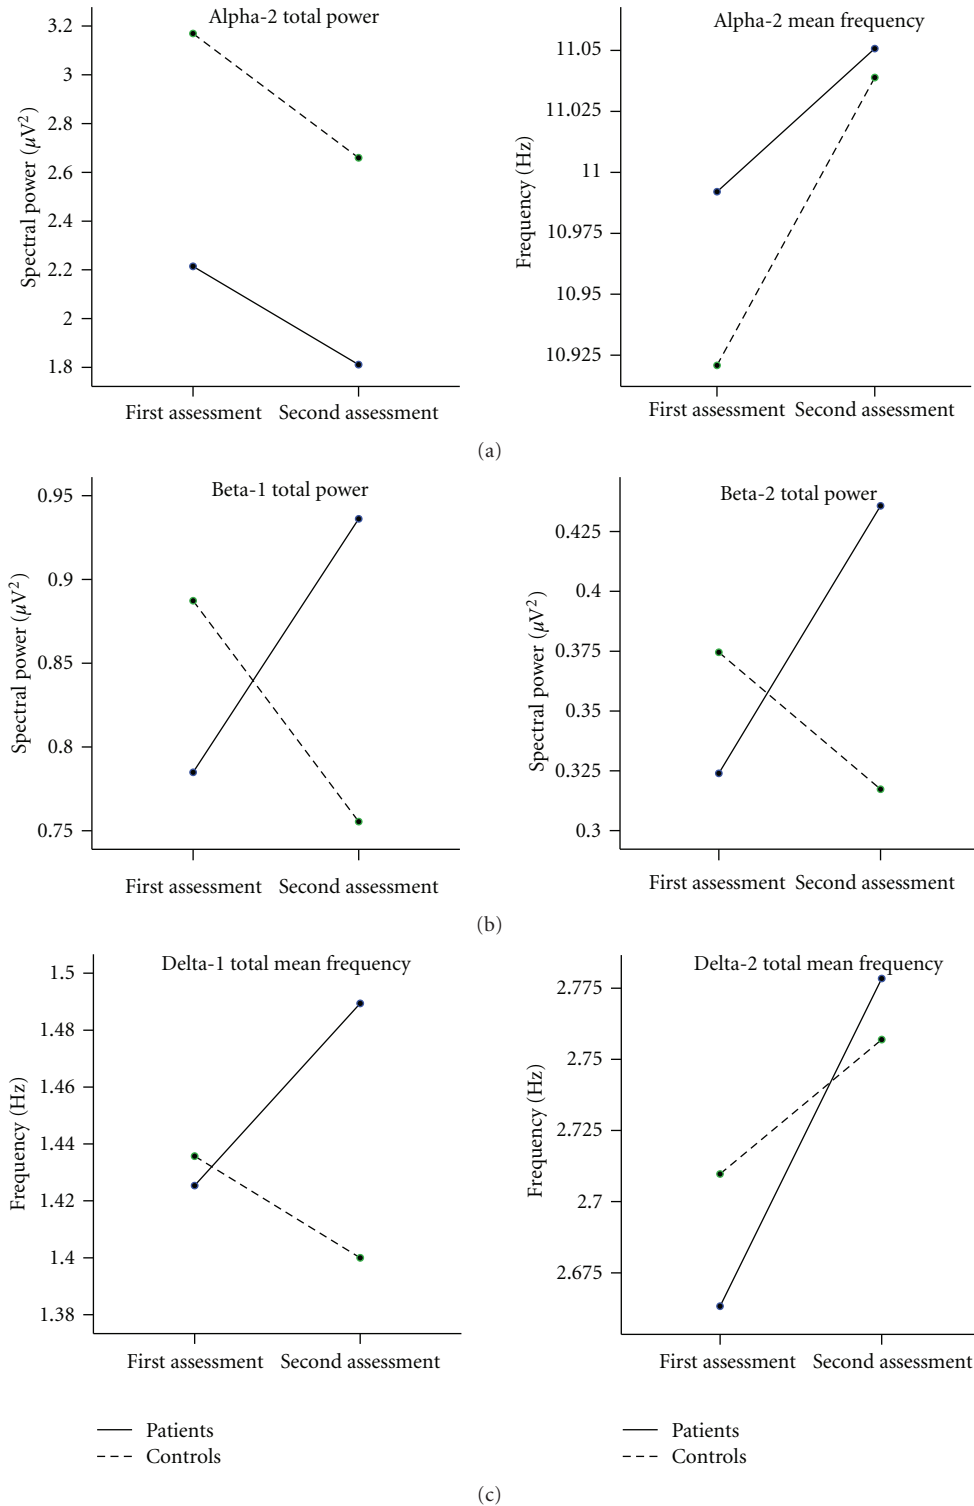 Alpha-2 total power
Spectral power (μV²)
3.2
3
2.8
2.6
2.4
2.2
2
1.8
First assessment Second assessment
Alpha-2 mean frequency
Frequency (Hz)
11.05
11.025
11
10.975
10.95
10.925
First assessment Second assessment
(a)
Beta-1 total power
Spectral power (μV²)
0.95
0.9
0.85
0.8
0.75
First assessment Second assessment
Beta-2 total power
Spectral power (μV²)
0.425
0.4
0.375
0.35
0.325
0.3
First assessment Second assessment
(b)
Delta-1 total mean frequency
Frequency (Hz)
1.5
1.48
1.46
1.44
1.42
1.4
1.38
First assessment Second assessment
Patients
Controls
Delta-2 total mean frequency
Frequency (Hz)
2.775
2.75
2.725
2.7
2.675
First assessment Second assessment
Patients
Controls
(c)